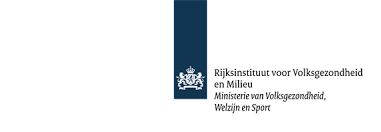 Rijksinstituut voor Volksgezondheid
en Milieu
Ministerie van Volksgezondheid,
Welzijn en Sport